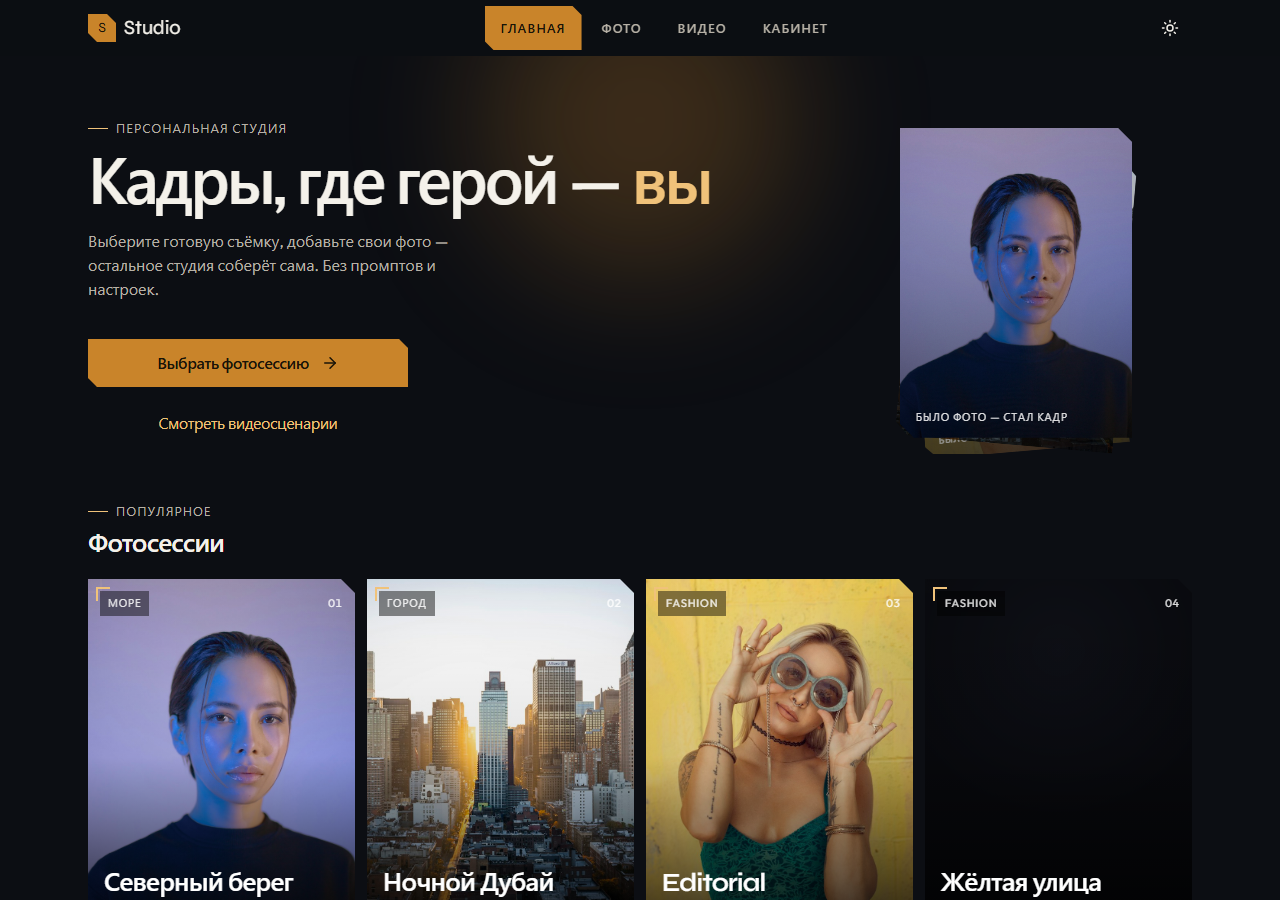 S Studio
ГЛАВНАЯ ФОТО ВИДЕО КАБИНЕТ
ПЕРСОНАЛЬНАЯ СТУДИЯ
Кадры, где герой — вы
Выберите готовую съёмку, добавьте свои фото —
остальное студия соберёт сама. Без промптов и
настроек.
Выбрать фотосессию →
Смотреть видеосценарии
БЫЛО ФОТО — СТАЛ КАДР
ПОПУЛЯРНОЕ
Фотосессии
МОРЕ 01
ГОРОД 02
FASHION 03
FASHION 04
Северный берег
Ночной Дубай
Editorial
Жёлтая улица